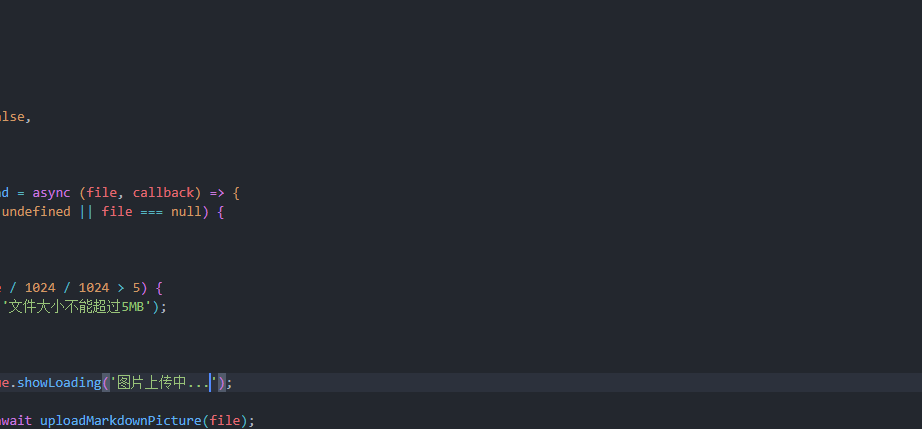 alse,
d = async (file, callback) => {
undefined || file === null) {
/ 1024 / 1024 > 5) {
'文件大小不能超过5MB');
e.showLoading('图片上传中...');
wait uploadMarkdownPicture(file);